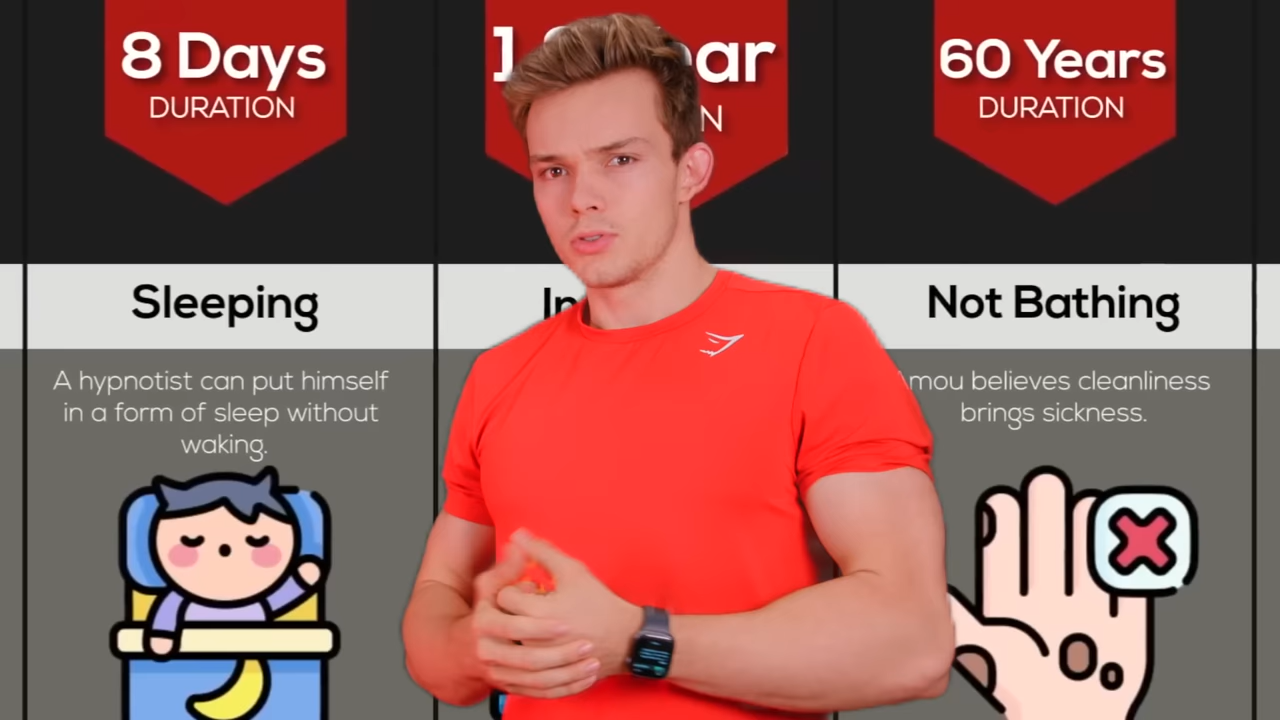 8 Days
DURATION
60 Years
DURATION
Sleeping
Not Bathing
A hypnotist can put himself
in a form of sleep without
waking.
believes cleanliness
brings sickness.